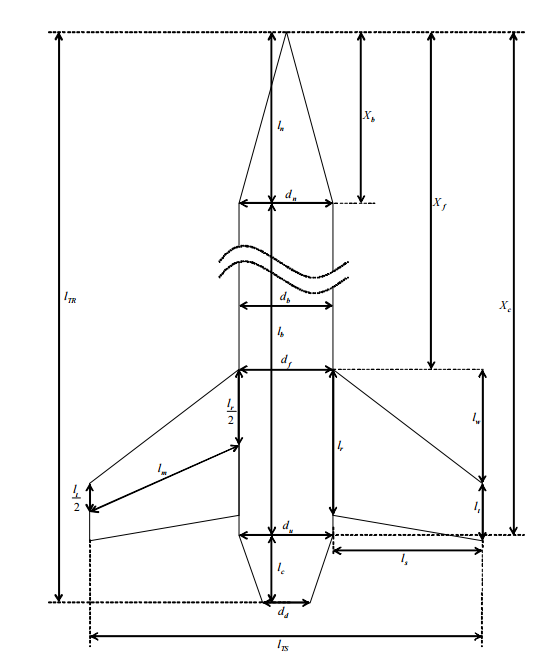 l_n
X_b
d_n
X_f
l_TR
d_b
X_c
l_b
d_f
l_r/2
l_w
l_r
l_m
l_t/2
l_t
d_u
l_s
l_c
d_d
l_TS